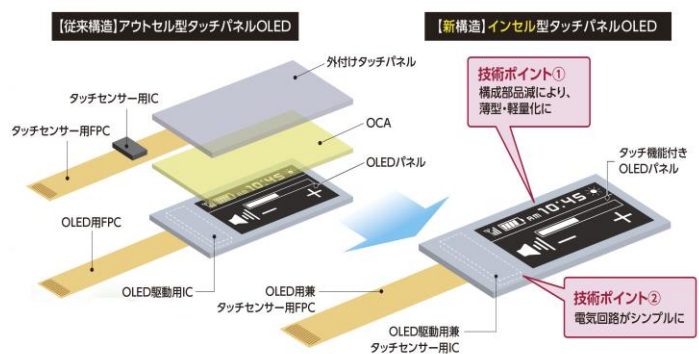 【従来構造】アウトセル型タッチパネルOLED
外付けタッチパネル
タッチセンサー用IC
タッチセンサー用FPC
OCA
OLEDパネル
AM 10:45
OLED用FPC
OLED駆動用IC
【新構造】インセル型タッチパネルOLED
技術ポイント①
構成部品減により、
薄型・軽量化に
タッチ機能付き
OLEDパネル
AM 10:45
OLED用兼
タッチセンサー用FPC
OLED駆動用兼
タッチセンサー用IC
技術ポイント②
電気回路がシンプルに